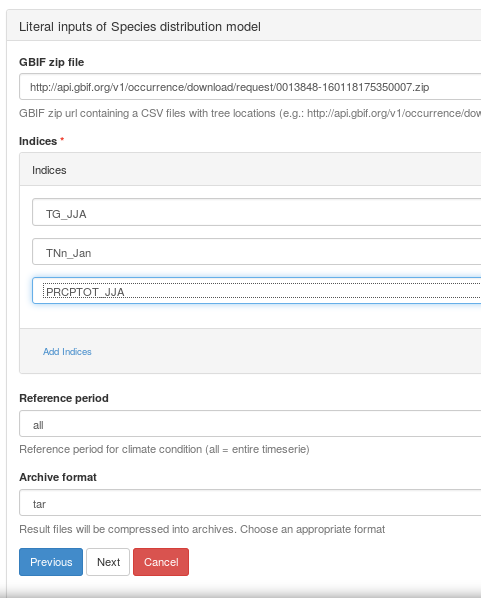 Literal inputs of Species distribution model
GBIF zip file
http://api.gbif.org/v1/occurrence/download/request/0013848-160118175350007.zip
GBIF zip url containing a CSV files with tree locations (e.g.: http://api.gbif.org/v1/occurrence/dow
Indices *
Indices
TG_JJA
TNn_Jan
PRCPTOT_JJA
Add Indices
Reference period
all
Reference period for climate condition (all = entire timeserie)
Archive format
tar
Result files will be compressed into archives. Choose an appropriate format
Previous Next Cancel